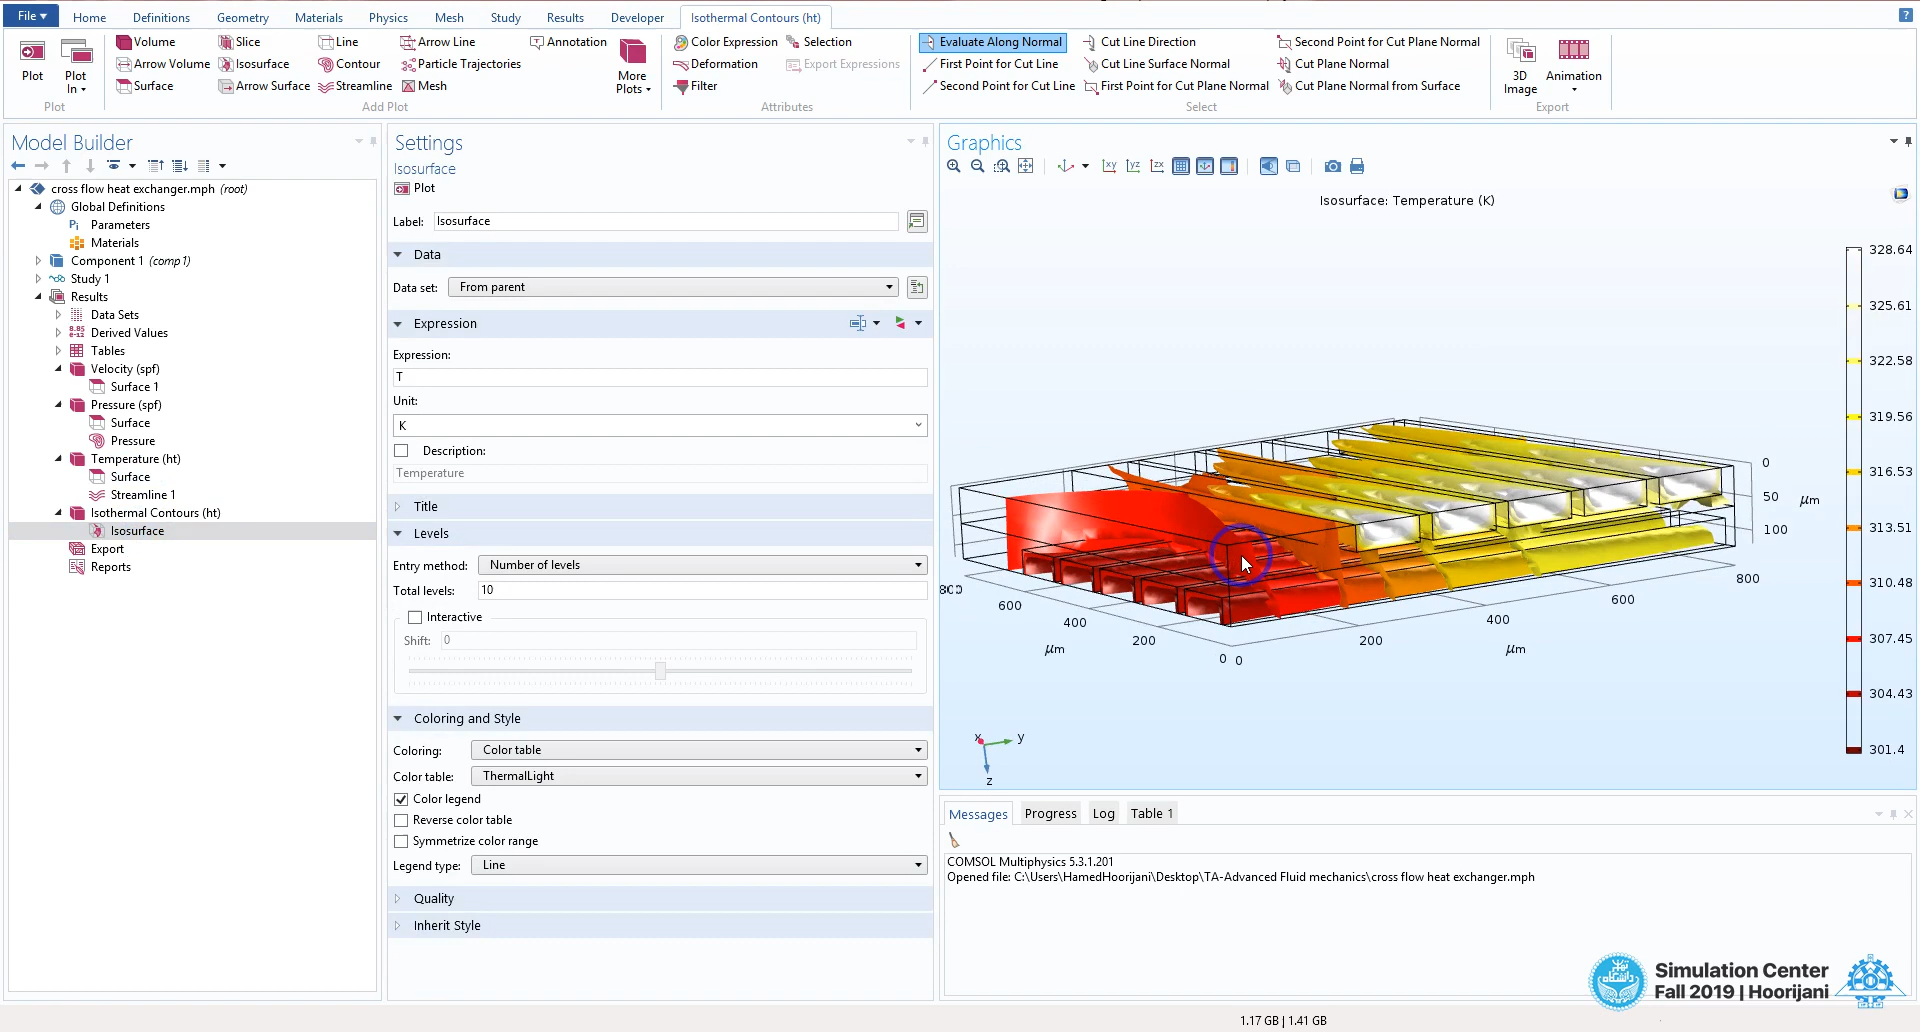 File
Home
Definitions
Geometry
Materials
Physics
Mesh
Study
Results
Developer
Isothermal Contours (ht)
?
Plot
Plot In
Plot
Volume
Arrow Volume
Surface
Slice
Isosurface
Arrow Surface
Line
Contour
Streamline
Arrow Line
Particle Trajectories
Mesh
Annotation
More Plots
Add Plot
Color Expression
Deformation
Filter
Selection
Export Expressions
Attributes
Evaluate Along Normal
First Point for Cut Line
Second Point for Cut Line
Cut Line Direction
Cut Line Surface Normal
First Point for Cut Plane Normal
Second Point for Cut Plane Normal
Cut Plane Normal
Cut Plane Normal from Surface
Select
3D Image
Animation
Export
Model Builder
cross flow heat exchanger.mph (root)
Global Definitions
Pi Parameters
Materials
Component 1 (comp1)
Study 1
Results
Data Sets
8.85 e-12 Derived Values
Tables
Velocity (spf)
Surface 1
Pressure (spf)
Surface
Pressure
Temperature (ht)
Surface
Streamline 1
Isothermal Contours (ht)
Isosurface
Export
Reports
Settings
Isosurface
Plot
Label: Isosurface
Data
Data set: From parent
Expression
Expression:
T
Unit:
K
Description:
Temperature
Title
Levels
Entry method: Number of levels
Total levels: 10
Interactive
Shift: 0
Coloring and Style
Coloring: Color table
Color table: ThermalLight
Color legend
Reverse color table
Symmetrize color range
Legend type: Line
Quality
Inherit Style
Graphics
xy
yz
zx
Isosurface: Temperature (K)
328.64
325.61
322.58
319.56
316.53
313.51
310.48
307.45
304.43
301.4
0
50
100
μm
800
600
400
200
0
μm
0
200
400
600
μm
x
y
z
Messages
Progress
Log
Table 1
COMSOL Multiphysics 5.3.1.201
Opened file: C:\Users\HamedHoorijani\Desktop\TA-Advanced Fluid mechanics\cross flow heat exchanger.mph
Simulation Center
Fall 2019 | Hoorijani
1.17 GB | 1.41 GB